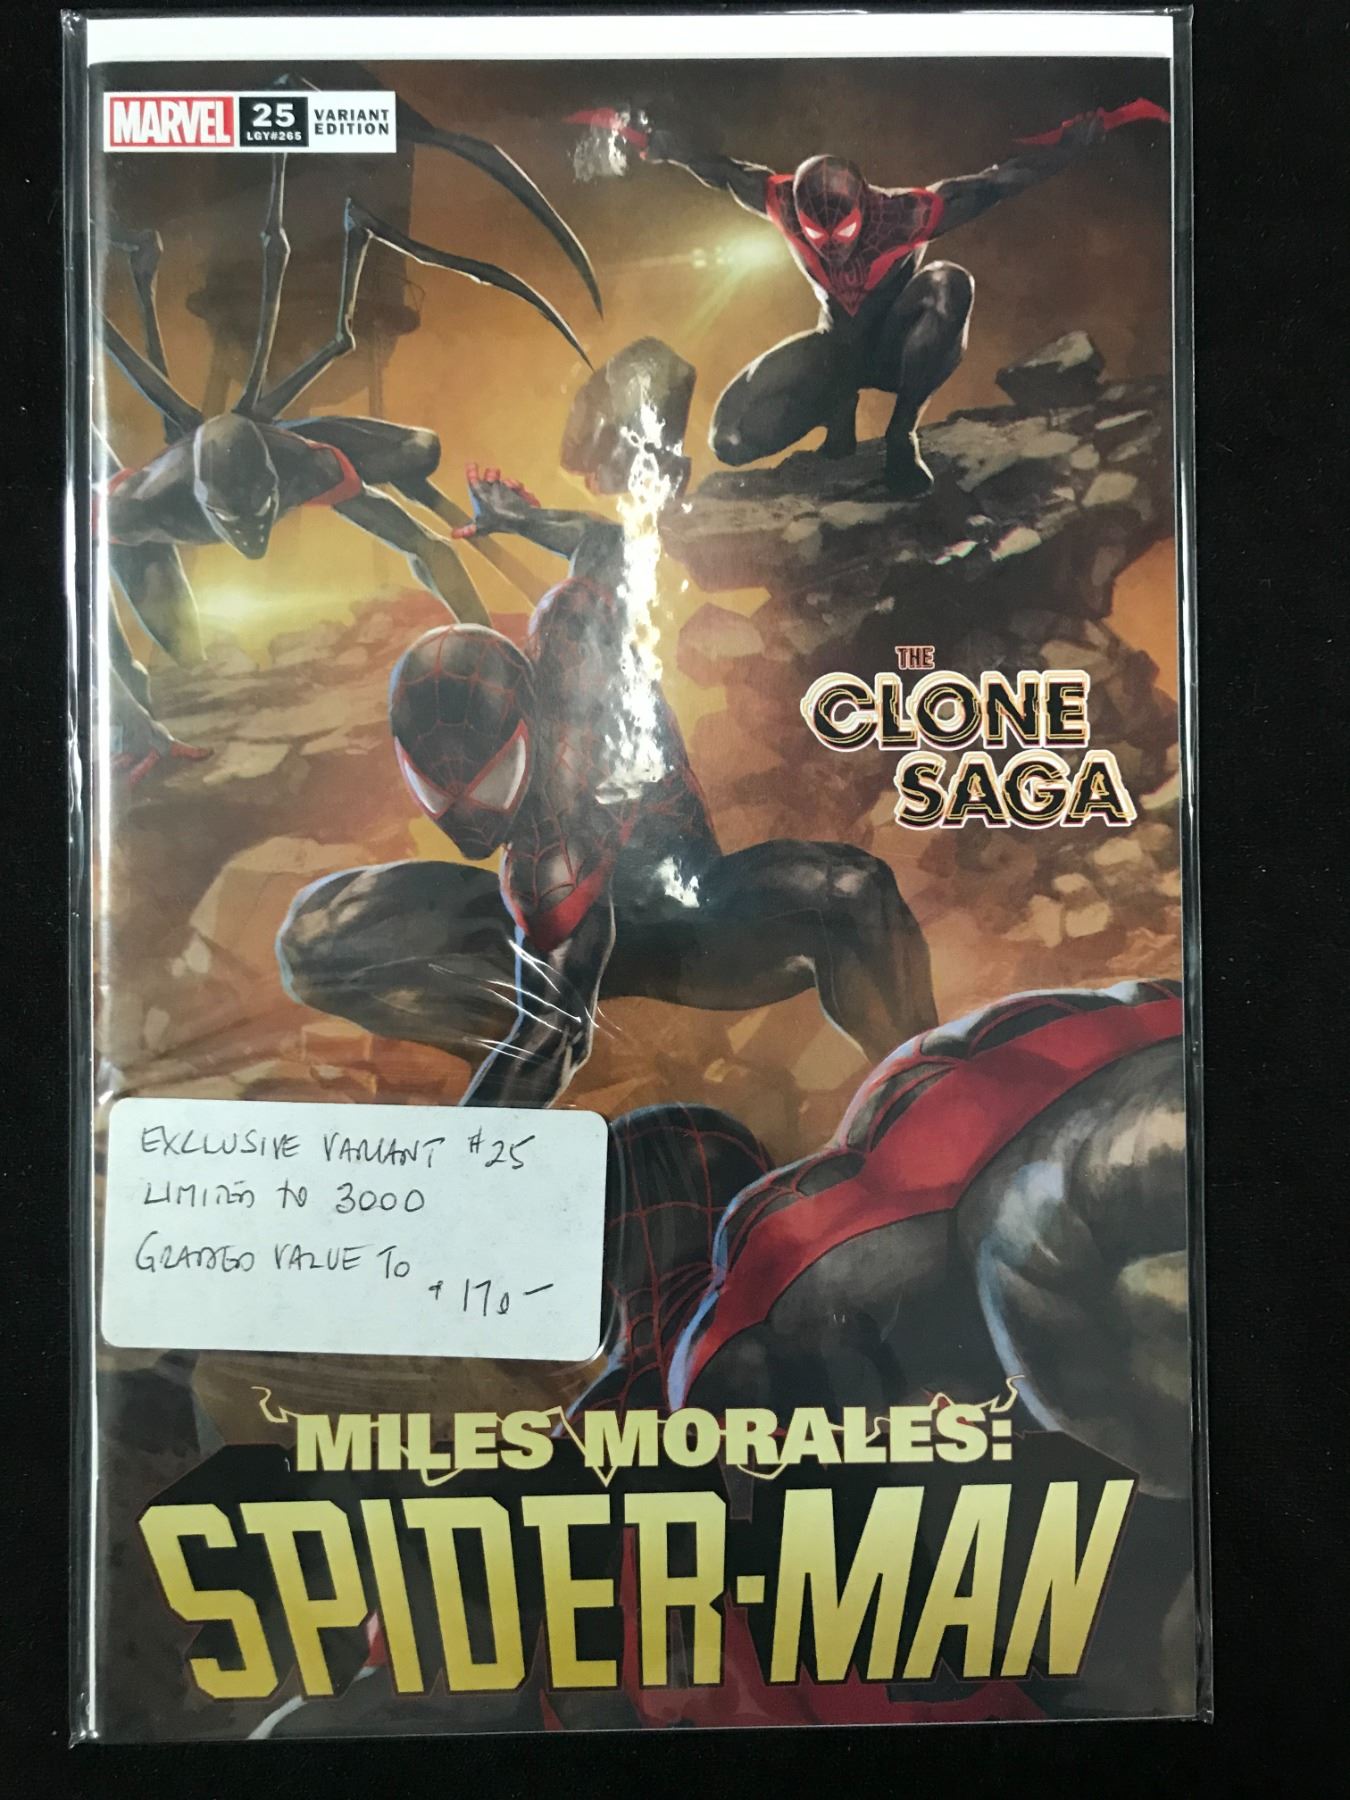 MARVEL
25
LGY#265
VARIANT
EDITION
THE
CLONE
SAGA
EXCLUSIVE VARIANT #25
LIMITED TO 3000
GRADED VALUE TO
$170-
MILES MORALES:
SPIDER-MAN